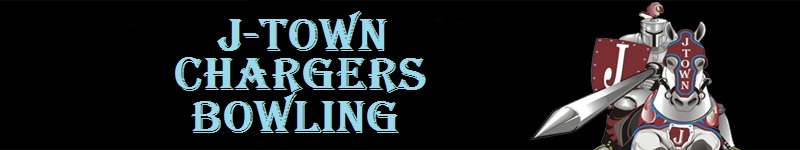 J-TOWN
CHARGERS
BOWLING
J
J TOWN
J